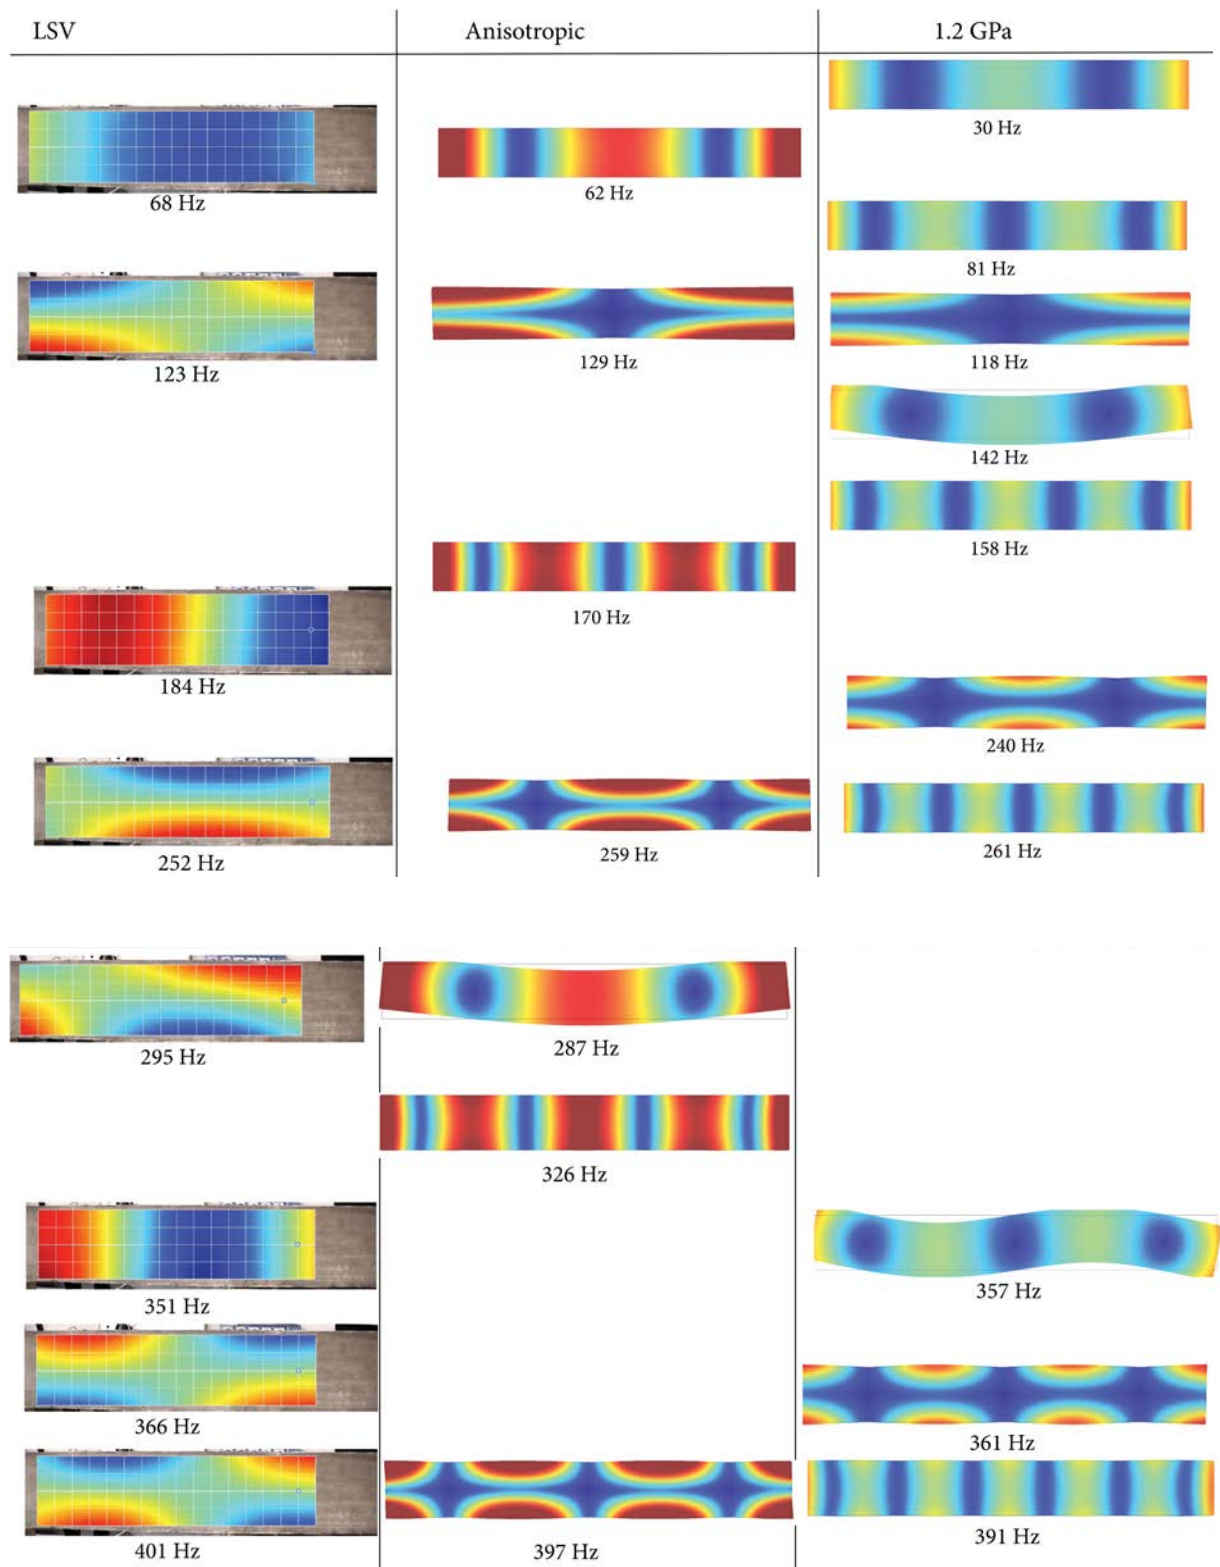 LSV Anisotropic 1.2 GPa
30 Hz
68 Hz
62 Hz
81 Hz
123 Hz
129 Hz
118 Hz
142 Hz
158 Hz
170 Hz
184 Hz
240 Hz
252 Hz
259 Hz
261 Hz
295 Hz
287 Hz
326 Hz
351 Hz
357 Hz
366 Hz
361 Hz
401 Hz
397 Hz
391 Hz